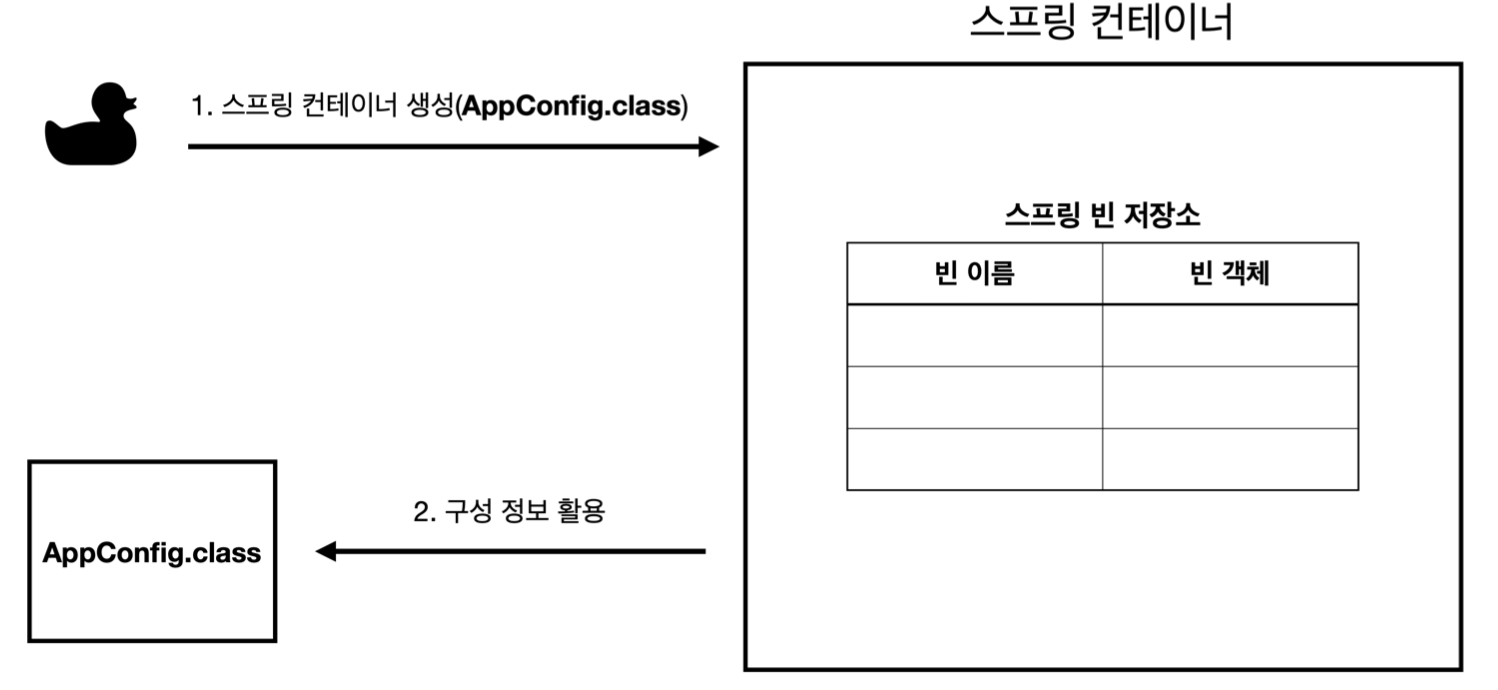 스프링 컨테이너
1. 스프링 컨테이너 생성(AppConfig.class)
스프링 빈 저장소
빈 이름
빈 객체
2. 구성 정보 활용
AppConfig.class